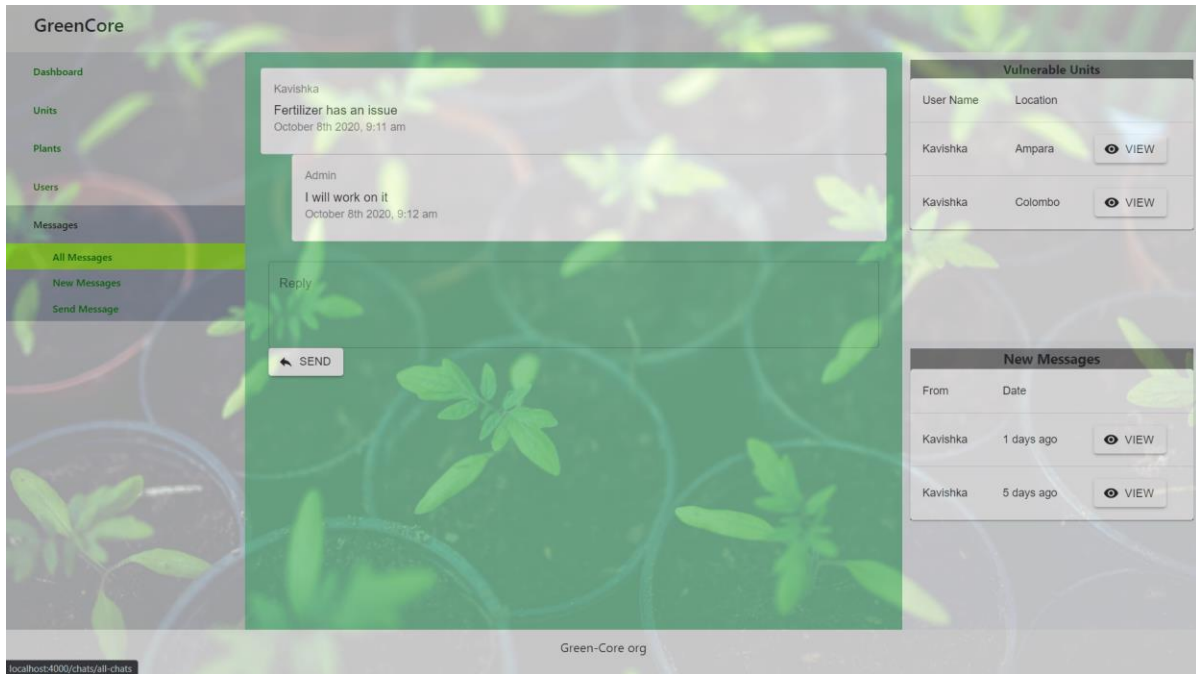 GreenCore
Dashboard
Units
Plants
Users
Messages
All Messages
New Messages
Send Message
Kavishka
Fertilizer has an issue
October 8th 2020, 9:11 am
Admin
I will work on it
October 8th 2020, 9:12 am
Reply
SEND
Vulnerable Units
User Name Location
Kavishka Ampara VIEW
Kavishka Colombo VIEW
New Messages
From Date
Kavishka 1 days ago VIEW
Kavishka 5 days ago VIEW
Green-Core org
localhost:4000/chats/all-chats